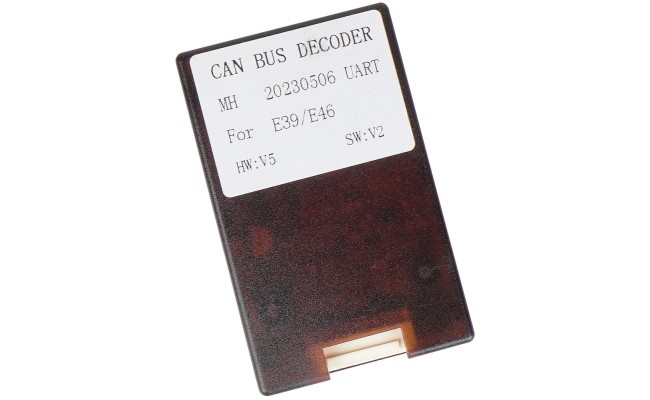 CAN BUS DECODER
MH 20230506 UART
For E39/E46
HW:V5 SW:V2